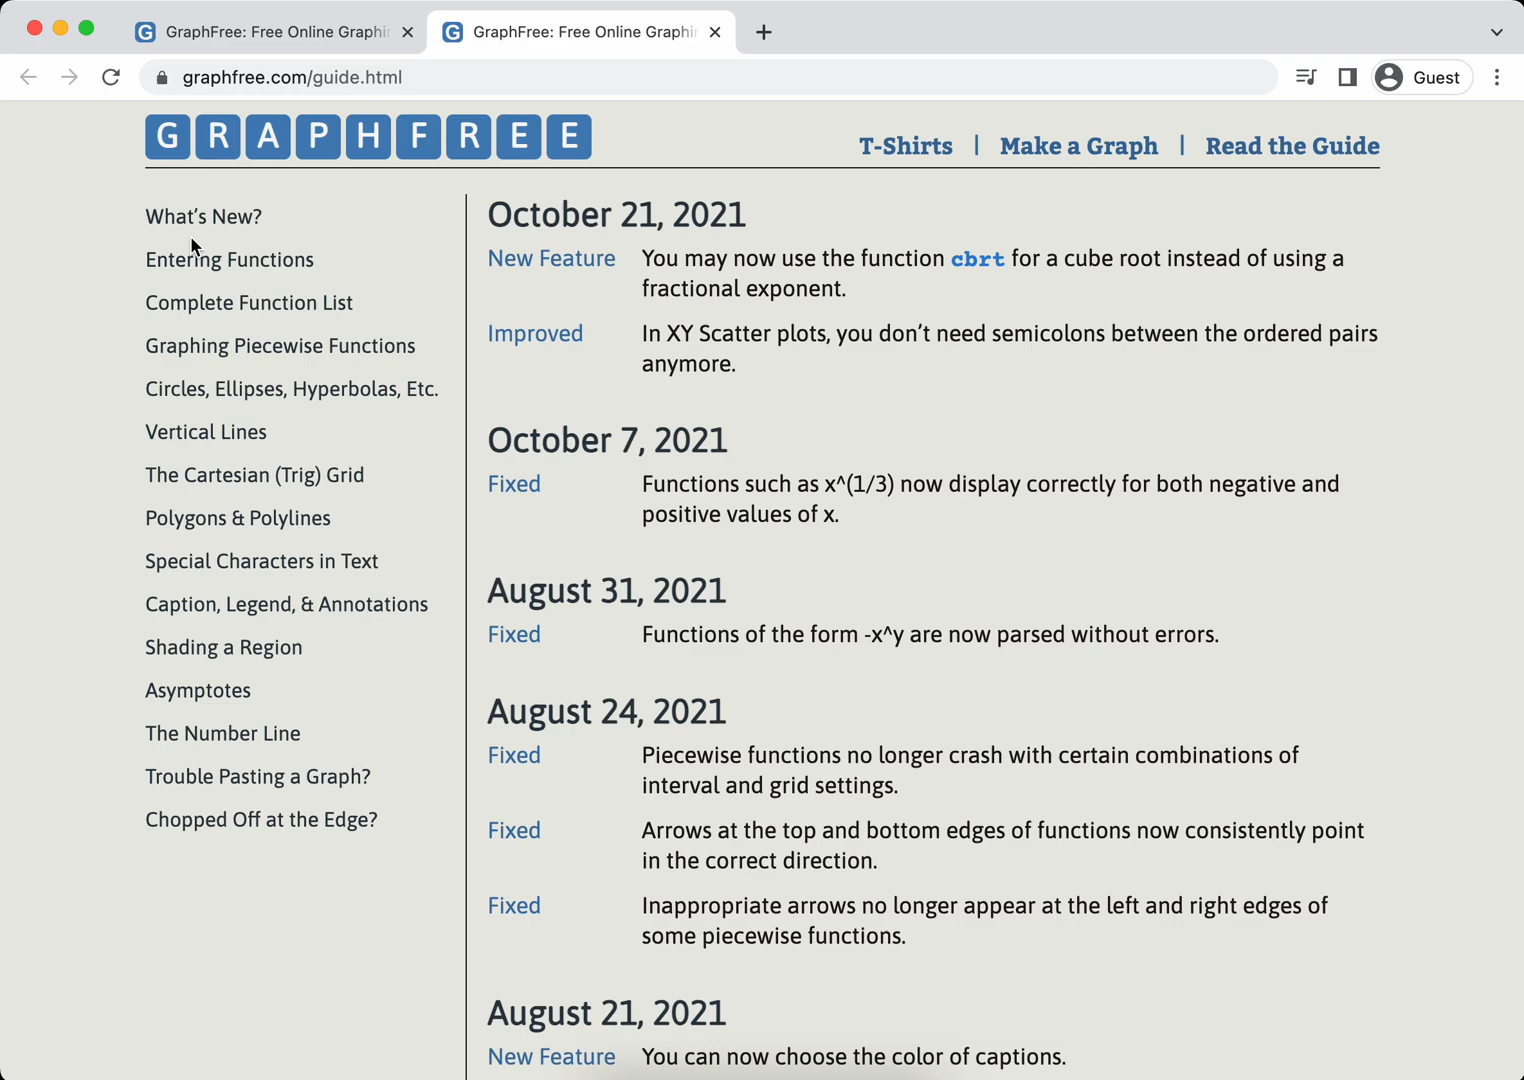 GraphFree: Free Online Graphi
GraphFree: Free Online Graphi
graphfree.com/guide.html
Guest
GRAPHFREE
T-Shirts | Make a Graph | Read the Guide
What's New?
Entering Functions
Complete Function List
Graphing Piecewise Functions
Circles, Ellipses, Hyperbolas, Etc.
Vertical Lines
The Cartesian (Trig) Grid
Polygons & Polylines
Special Characters in Text
Caption, Legend, & Annotations
Shading a Region
Asymptotes
The Number Line
Trouble Pasting a Graph?
Chopped Off at the Edge?
October 21, 2021
New Feature You may now use the function cbrt for a cube root instead of using a
fractional exponent.
Improved In XY Scatter plots, you don't need semicolons between the ordered pairs
anymore.
October 7, 2021
Fixed Functions such as x^(1/3) now display correctly for both negative and
positive values of x.
August 31, 2021
Fixed Functions of the form -x^y are now parsed without errors.
August 24, 2021
Fixed Piecewise functions no longer crash with certain combinations of
interval and grid settings.
Fixed Arrows at the top and bottom edges of functions now consistently point
in the correct direction.
Fixed Inappropriate arrows no longer appear at the left and right edges of
some piecewise functions.
August 21, 2021
New Feature You can now choose the color of captions.